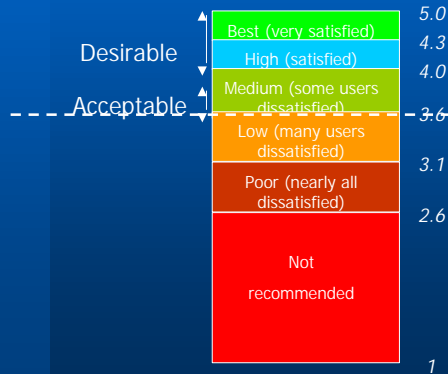 5.0
Best (very satisfied)
4.3
Desirable
High (satisfied)
4.0
Medium (some users
dissatisfied)
Acceptable
3.6
Low (many users
dissatisfied)
3.1
Poor (nearly all
dissatisfied)
2.6
Not
recommended
1